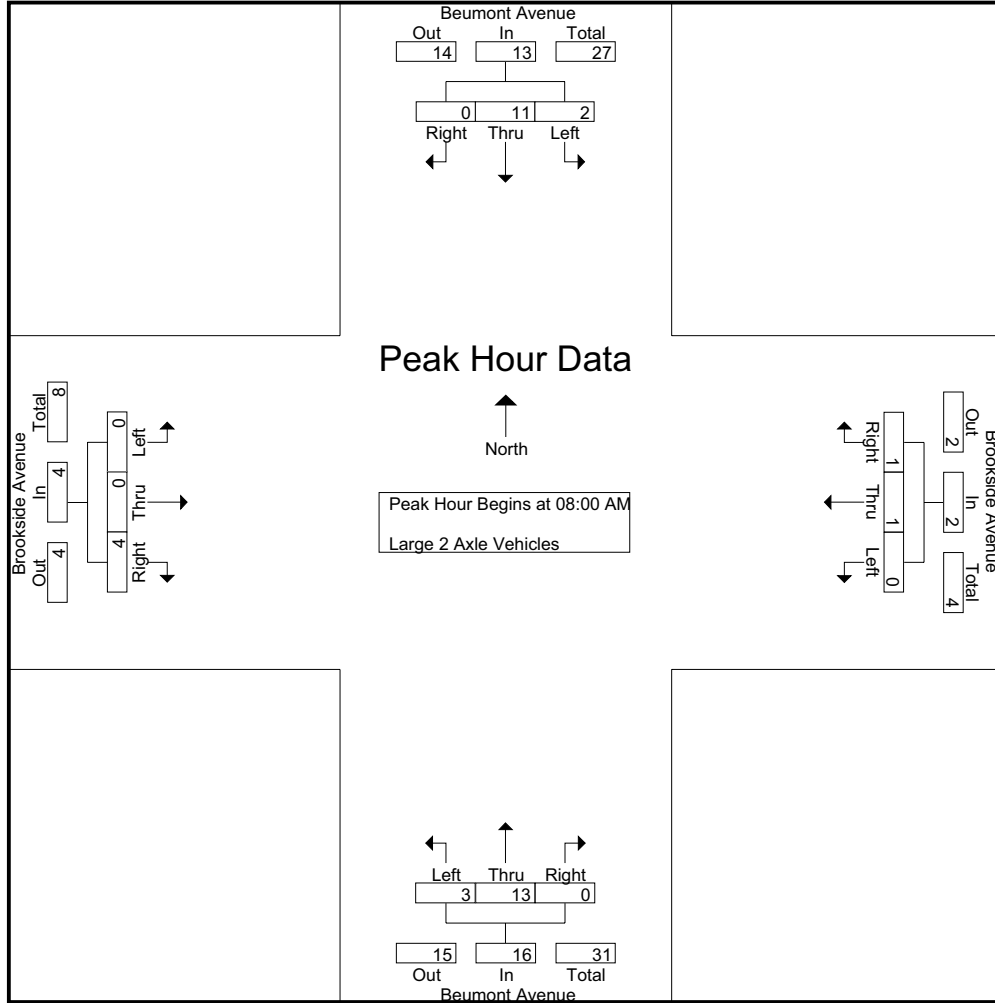 Beumont Avenue
Out In Total
14 13 27
0 11 2
Right Thru Left
Peak Hour Data
North
Peak Hour Begins at 08:00 AM
Large 2 Axle Vehicles
Brookside Avenue
Out In Total
4 4 8
Right Thru Left
4 0 0
Brookside Avenue
Out In Total
2 2 4
Right Thru Left
1 1 0
Left Thru Right
3 13 0
15 16 31
Out In Total
Beumont Avenue